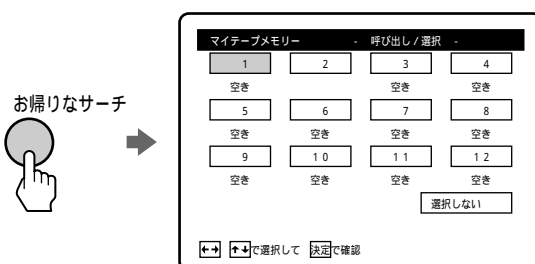 お帰りなサーチ
マイテープメモリー - 呼び出し / 選択 -
1 2 3 4
空き 空き 空き
5 6 7 8
空き 空き 空き 空き
9 10 11 12
空き 空き 空き 空き
選択しない
←→ ↑↓で選択して 決定で確認